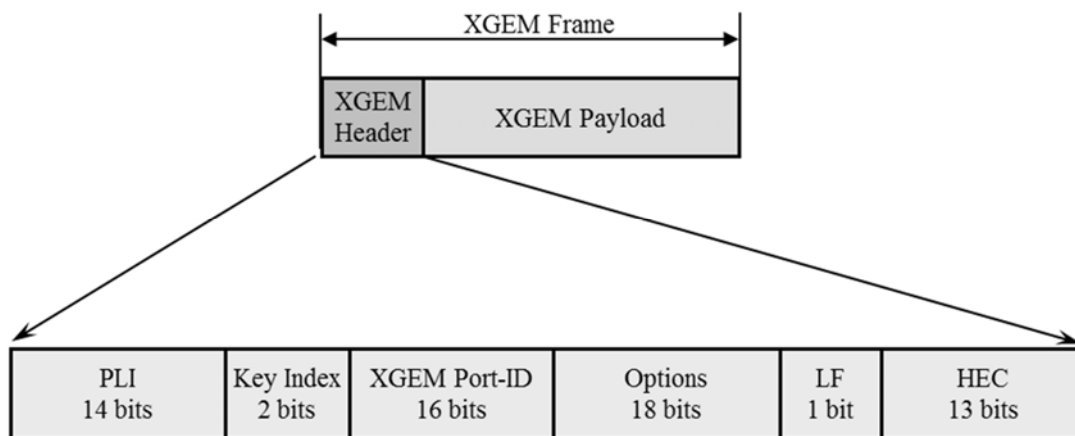 XGEM Frame
XGEM
Header
XGEM Payload
PLI
14 bits
Key Index
2 bits
XGEM Port-ID
16 bits
Options
18 bits
LF
1 bit
HEC
13 bits